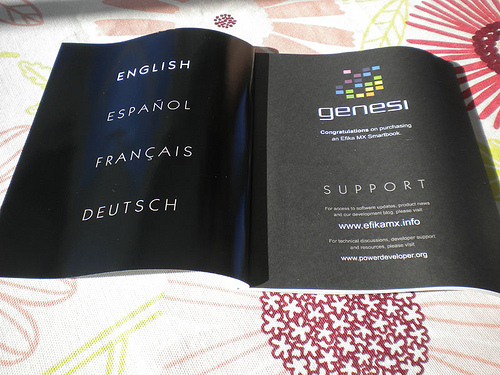 ENGLISH
ESPAÑOL
FRANÇAIS
DEUTSCH
genesi
Congratulations on purchasing
an Efika MX Smartbook.
SUPPORT
For access to software updates, product news
and our development blog, please visit
www.efikamx.info
For technical discussions, developer support
and resources, please visit
www.powerdeveloper.org